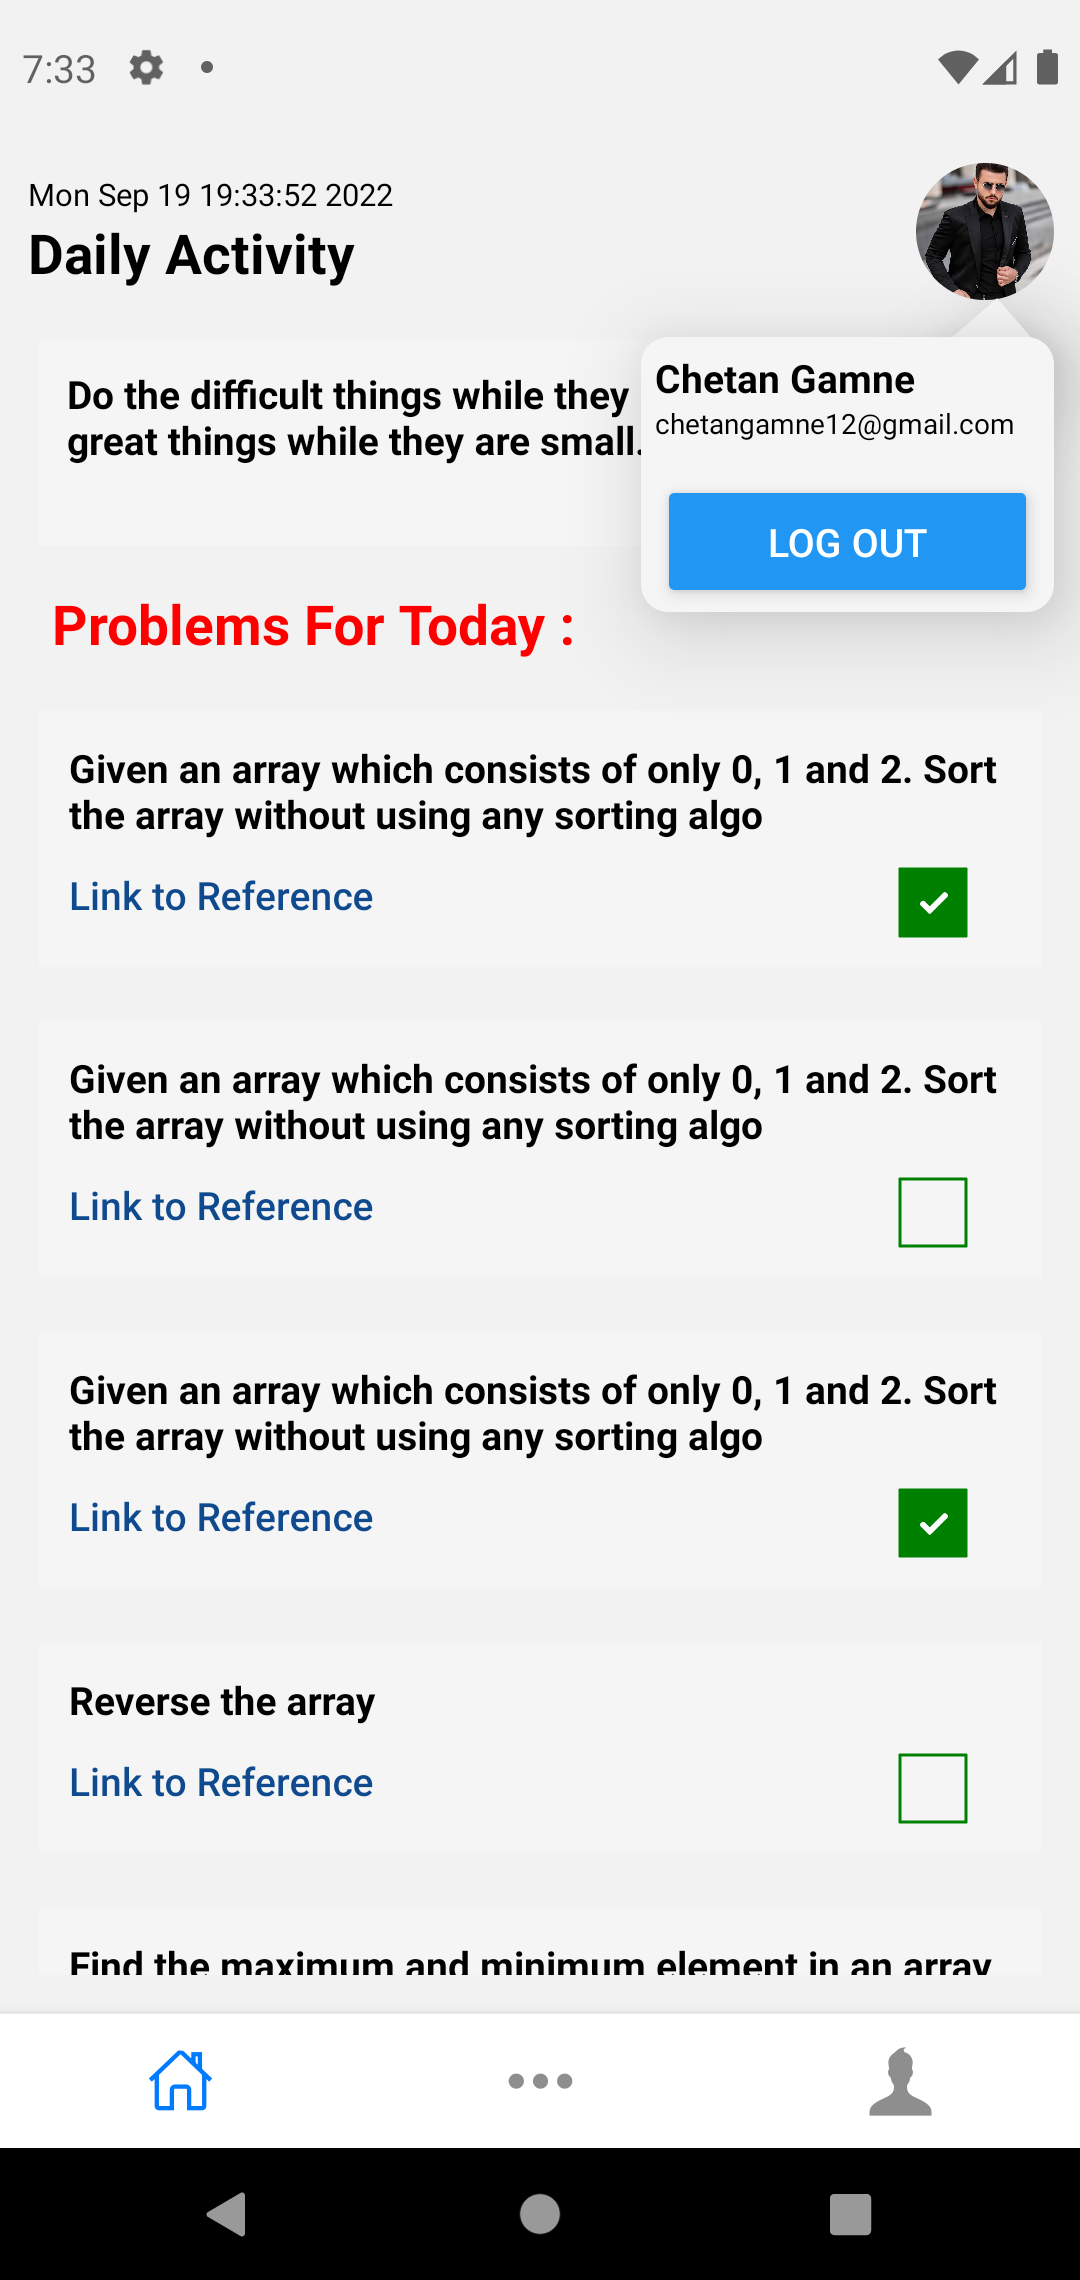 7:33
Mon Sep 19 19:33:52 2022
Daily Activity
Chetan Gamne
chetangamne12@gmail.com
LOG OUT
Do the difficult things while they
great things while they are small.
Problems For Today :
Given an array which consists of only 0, 1 and 2. Sort
the array without using any sorting algo
Link to Reference
Given an array which consists of only 0, 1 and 2. Sort
the array without using any sorting algo
Link to Reference
Given an array which consists of only 0, 1 and 2. Sort
the array without using any sorting algo
Link to Reference
Reverse the array
Link to Reference
Find the maximum and minimum element in an array